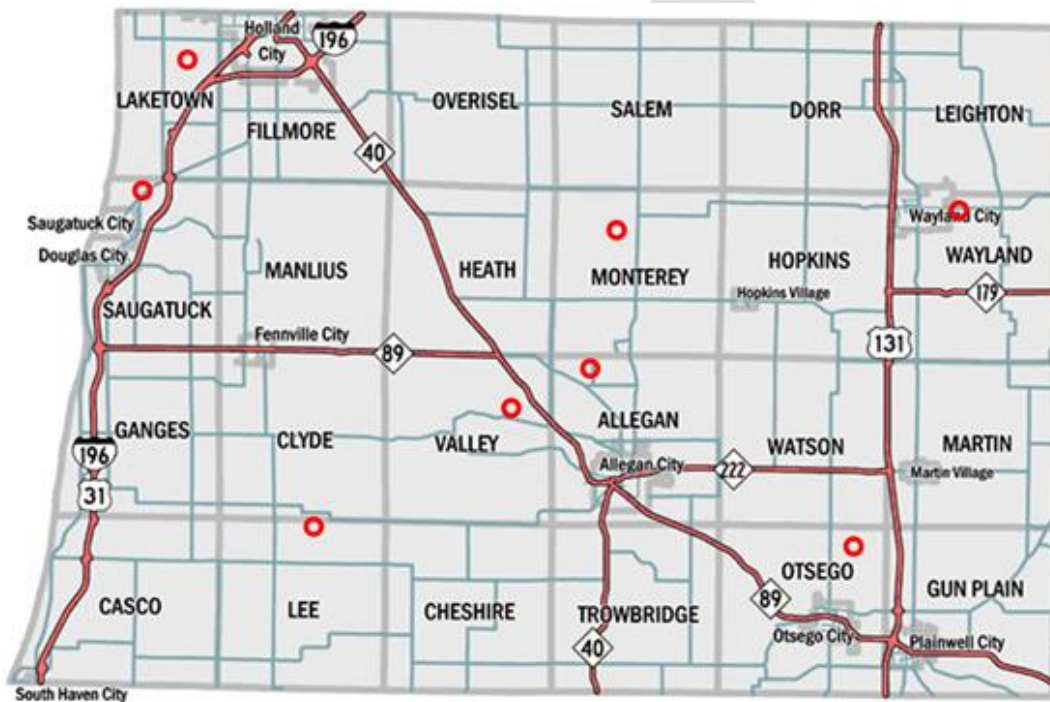 Holland
City
196
LAKETOWN
OVERISEL
SALEM
DORR
LEIGHTON
FILLMORE
40
Saugatuck City
Wayland City
Douglas City
MANLIUS
HEATH
MONTEREY
HOPKINS
WAYLAND
Hopkins Village
179
SAUGATUCK
Fennville City
89
131
GANGES
CLYDE
VALLEY
ALLEGAN
WATSON
MARTIN
196
Allegan City
222
Martin Village
31
OTSEGO
GUN PLAIN
CASCO
LEE
CHESHIRE
TROWBRIDGE
89
Otsego City
Plainwell City
40
South Haven City